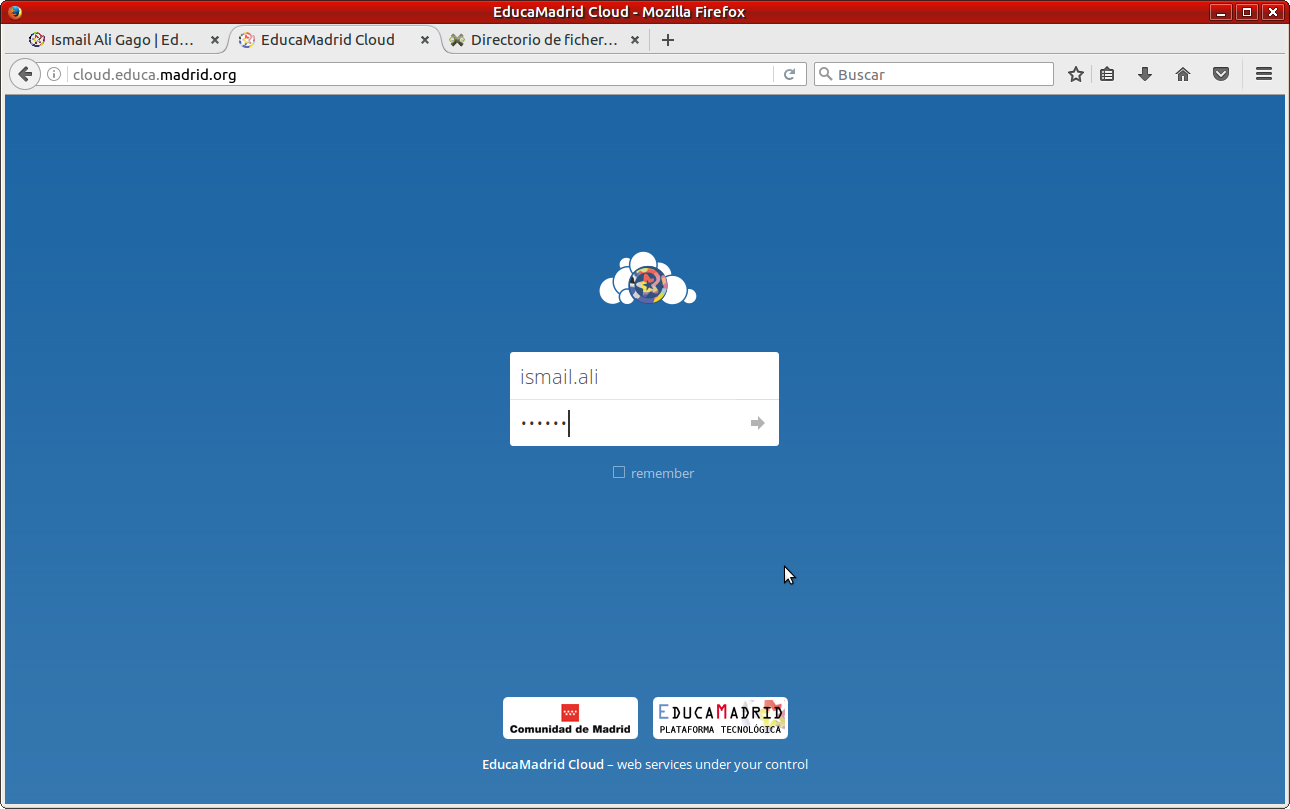 EducaMadrid Cloud - Mozilla Firefox
Ismail Ali Gago | Ed...
EducaMadrid Cloud
Directorio de ficher...
cloud.educa.madrid.org
Buscar
ismail.ali
••••••
remember
Comunidad de Madrid
EDUCAMADRID
PLATAFORMA TECNOLÓGICA
EducaMadrid Cloud – web services under your control